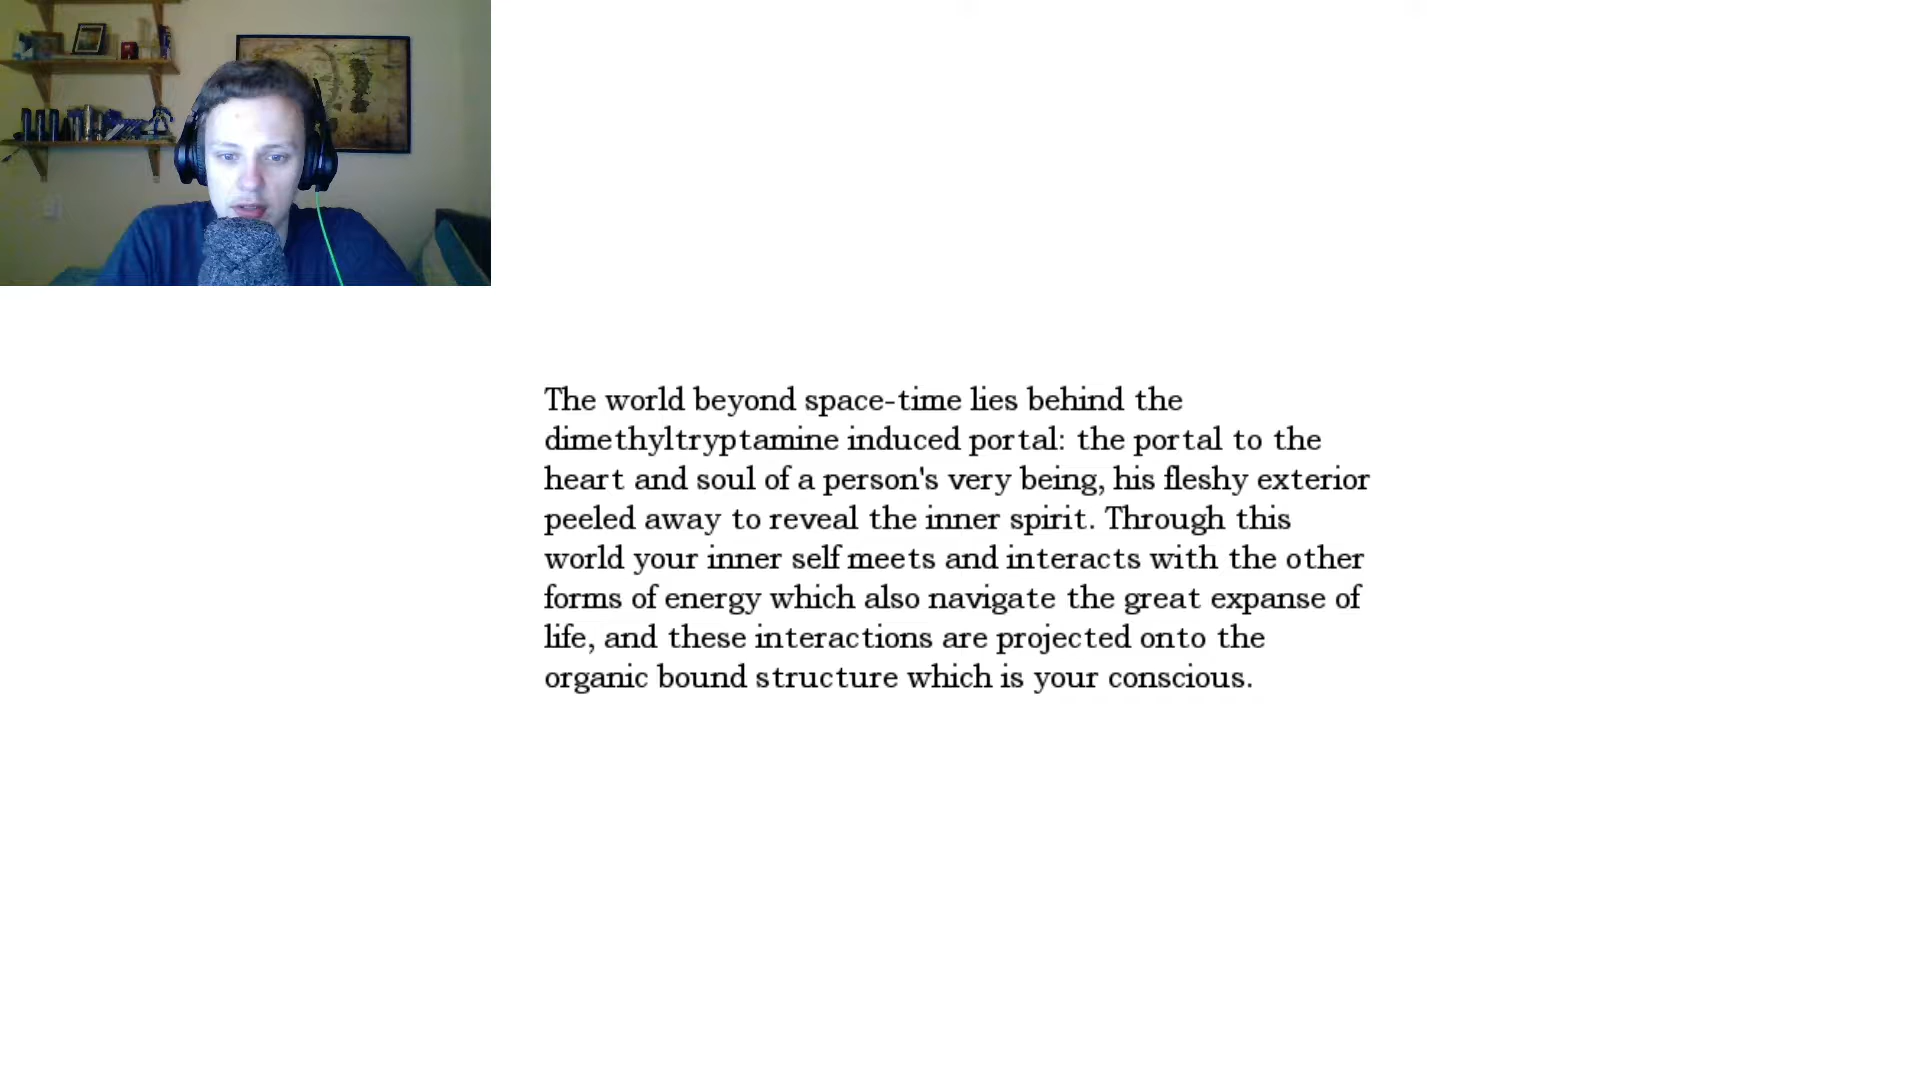 The world beyond space-time lies behind the
dimethyltryptamine induced portal: the portal to the
heart and soul of a person's very being, his fleshy exterior
peeled away to reveal the inner spirit. Through this
world your inner self meets and interacts with the other
forms of energy which also navigate the great expanse of
life, and these interactions are projected onto the
organic bound structure which is your conscious.